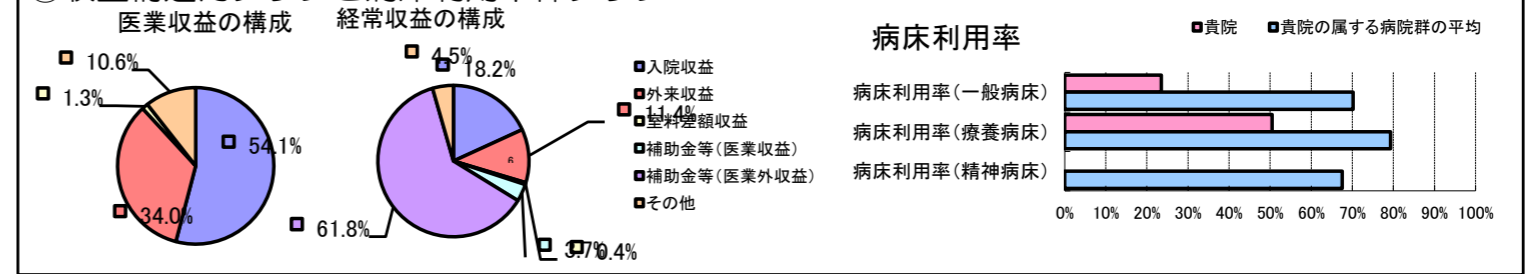 医業収益の構成
経常収益の構成
10.6%
1.3%
54.1%
34.0%
4.5%
18.2%
11.4%
61.8%
3.7%
0.4%
入院収益
外来収益
室料差額収益
補助金等(医業収益)
補助金等(医業外収益)
その他
病床利用率
貴院
貴院の属する病院群の平均
病床利用率(一般病床)
病床利用率(療養病床)
病床利用率(精神病床)
0% 10% 20% 30% 40% 50% 60% 70% 80% 90% 100%